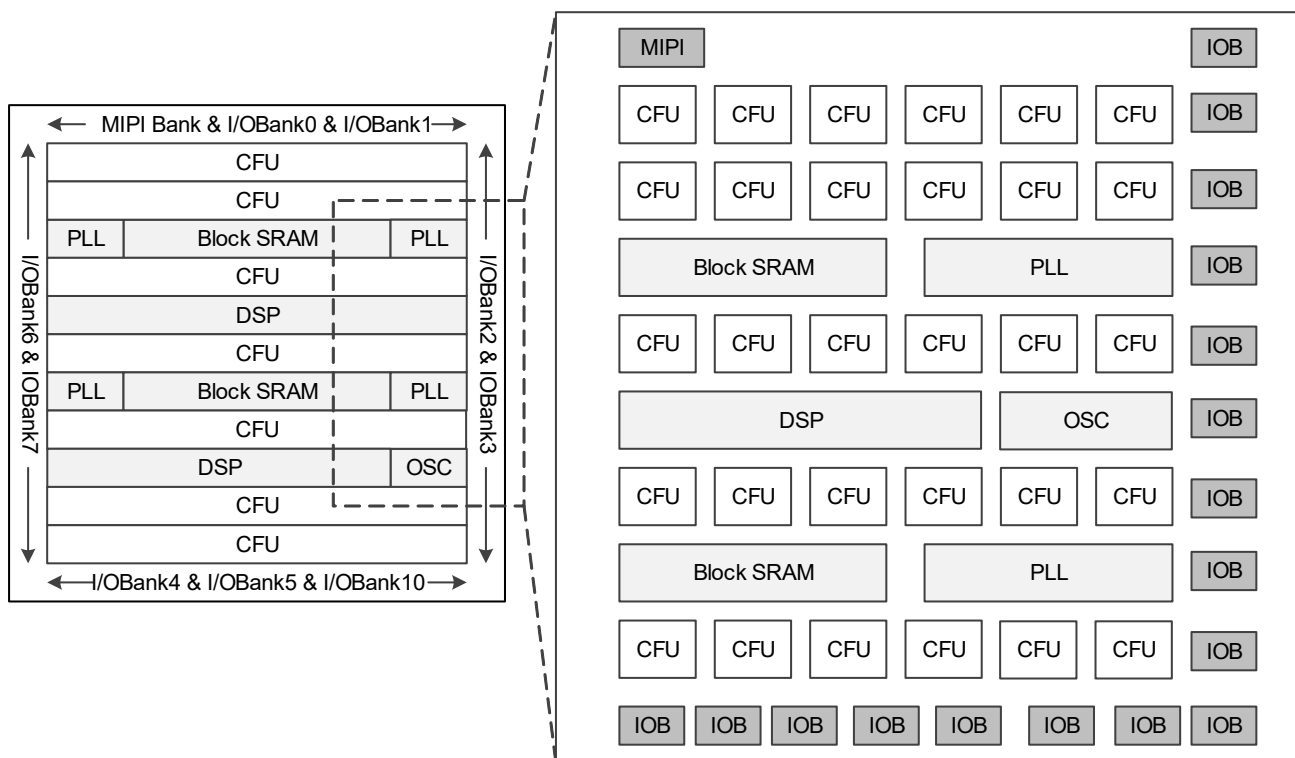 MIPI Bank & I/OBank0 & I/OBank1
I/OBank6 & IOBank7
I/OBank2 & IOBank3
CFU
CFU
PLL Block SRAM PLL
CFU
DSP
CFU
PLL Block SRAM PLL
CFU
DSP OSC
CFU
CFU
I/OBank4 & I/OBank5 & I/OBank10
MIPI IOB
CFU CFU CFU CFU CFU CFU IOB
CFU CFU CFU CFU CFU CFU IOB
Block SRAM PLL IOB
CFU CFU CFU CFU CFU CFU IOB
DSP OSC IOB
CFU CFU CFU CFU CFU CFU IOB
Block SRAM PLL IOB
CFU CFU CFU CFU CFU CFU IOB
IOB IOB IOB IOB IOB IOB IOB IOB